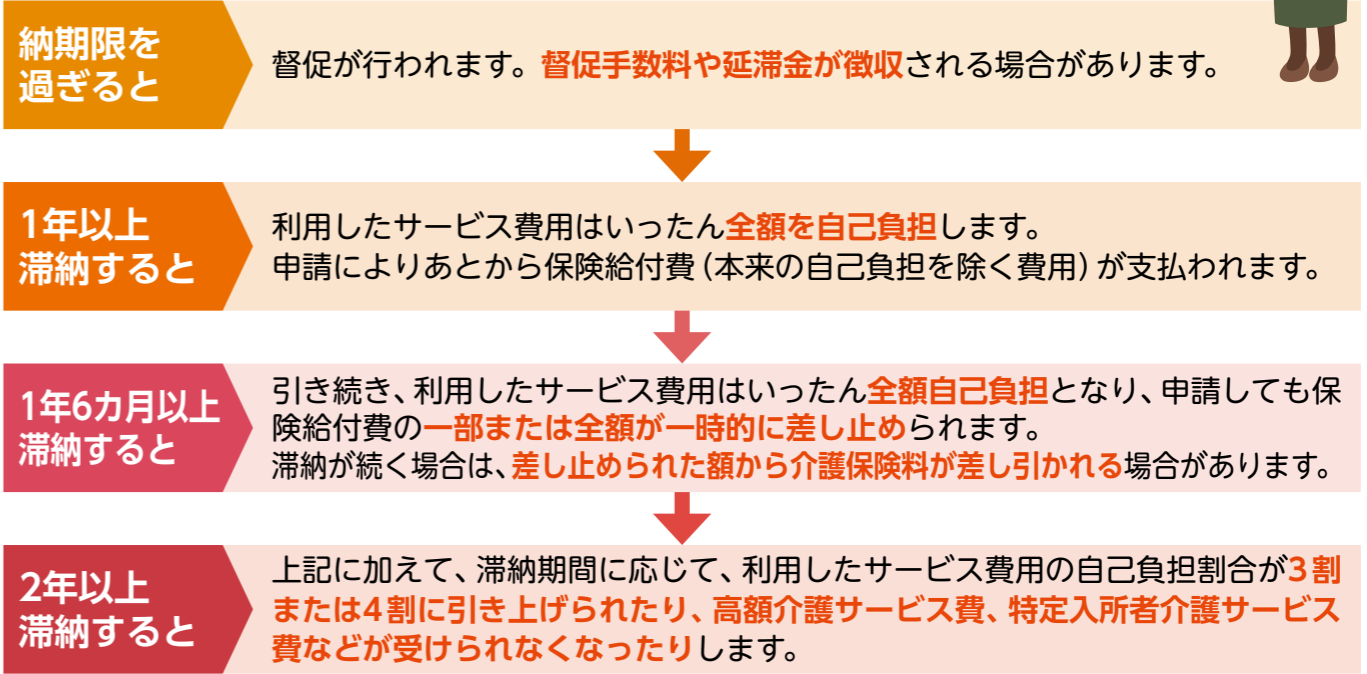 納期限を
過ぎると
督促が行われます。督促手数料や延滞金が徴収される場合があります。
1年以上
滞納すると
利用したサービス費用はいったん全額を自己負担します。
申請によりあとから保険給付費（本来の自己負担を除く費用）が支払われます。
1年6カ月以上
滞納すると
引き続き、利用したサービス費用はいったん全額自己負担となり、申請しても保
険給付費の一部または全額が一時的に差し止められます。
滞納が続く場合は、差し止められた額から介護保険料が差し引かれる場合があります。
2年以上
滞納すると
上記に加えて、滞納期間に応じて、利用したサービス費用の自己負担割合が3割
または4割に引き上げられたり、高額介護サービス費、特定入所者介護サービス
費などが受けられなくなったりします。